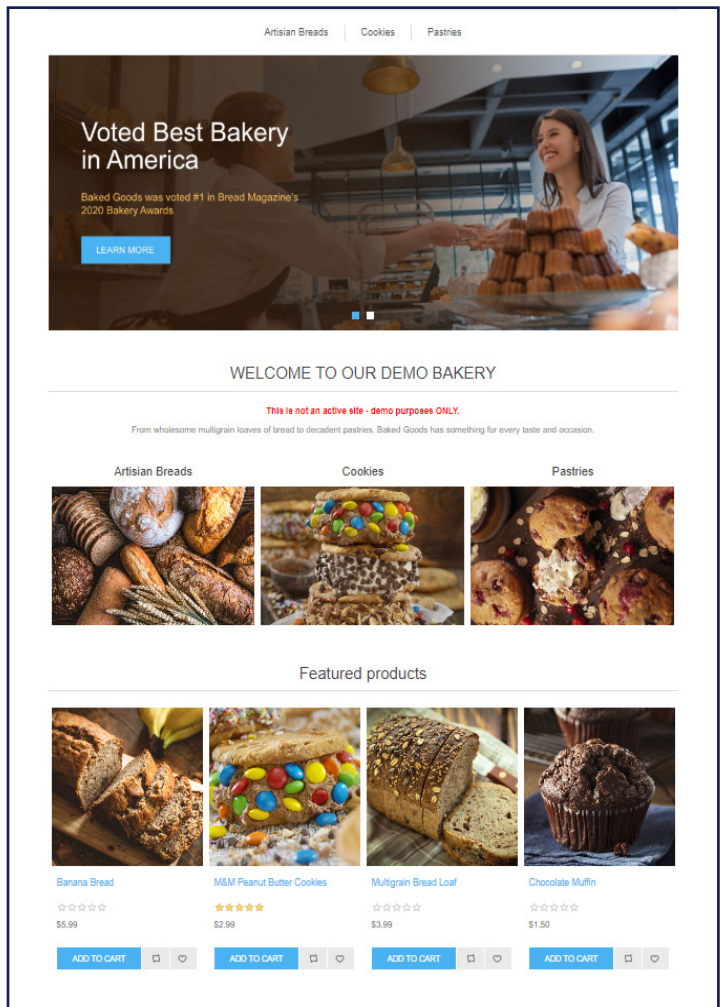 Artisian Breads
Cookies
Pastries
Voted Best Bakery
in America
Baked Goods was voted #1 in Bread Magazine's
2020 Bakery Awards
LEARN MORE
WELCOME TO OUR DEMO BAKERY
This is not an active site - demo purposes ONLY.
From wholesome multigrain loaves of bread to decadent pastries. Baked Goods has something for every taste and occasion.
Artisian Breads
Cookies
Pastries
Featured products
Banana Bread
$5.99
ADD TO CART
M&M Peanut Butter Cookies
$2.99
ADD TO CART
Multigrain Bread Loaf
$3.99
ADD TO CART
Chocolate Muffin
$1.50
ADD TO CART